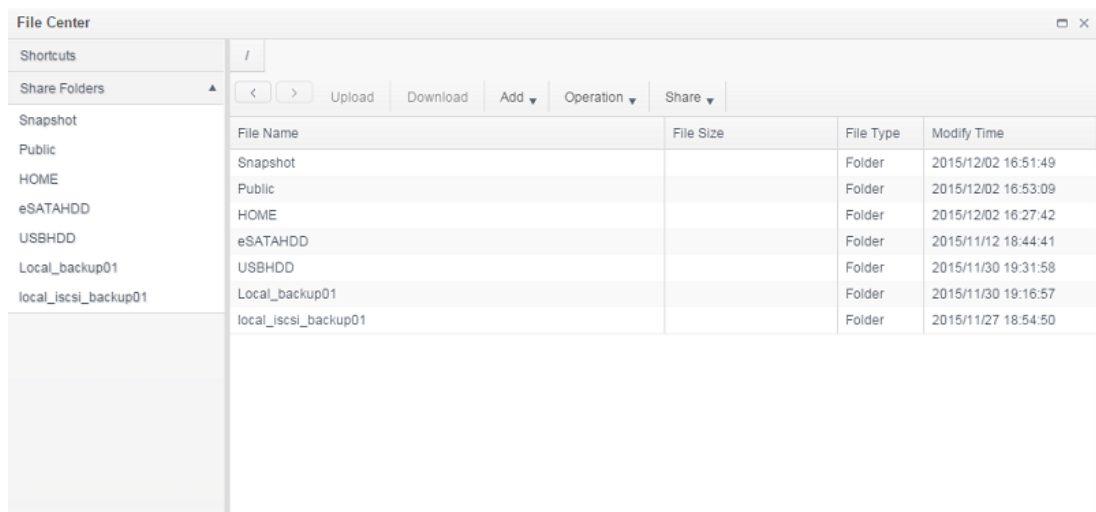 File Center
Shortcuts
Share Folders
Snapshot
Public
HOME
eSATAHDD
USBHDD
Local_backup01
local_iscsi_backup01
/
< > Upload Download Add Operation Share
File Name File Size File Type Modify Time
Snapshot Folder 2015/12/02 16:51:49
Public Folder 2015/12/02 16:53:09
HOME Folder 2015/12/02 16:27:42
eSATAHDD Folder 2015/11/12 18:44:41
USBHDD Folder 2015/11/30 19:31:58
Local_backup01 Folder 2015/11/30 19:16:57
local_iscsi_backup01 Folder 2015/11/27 18:54:50